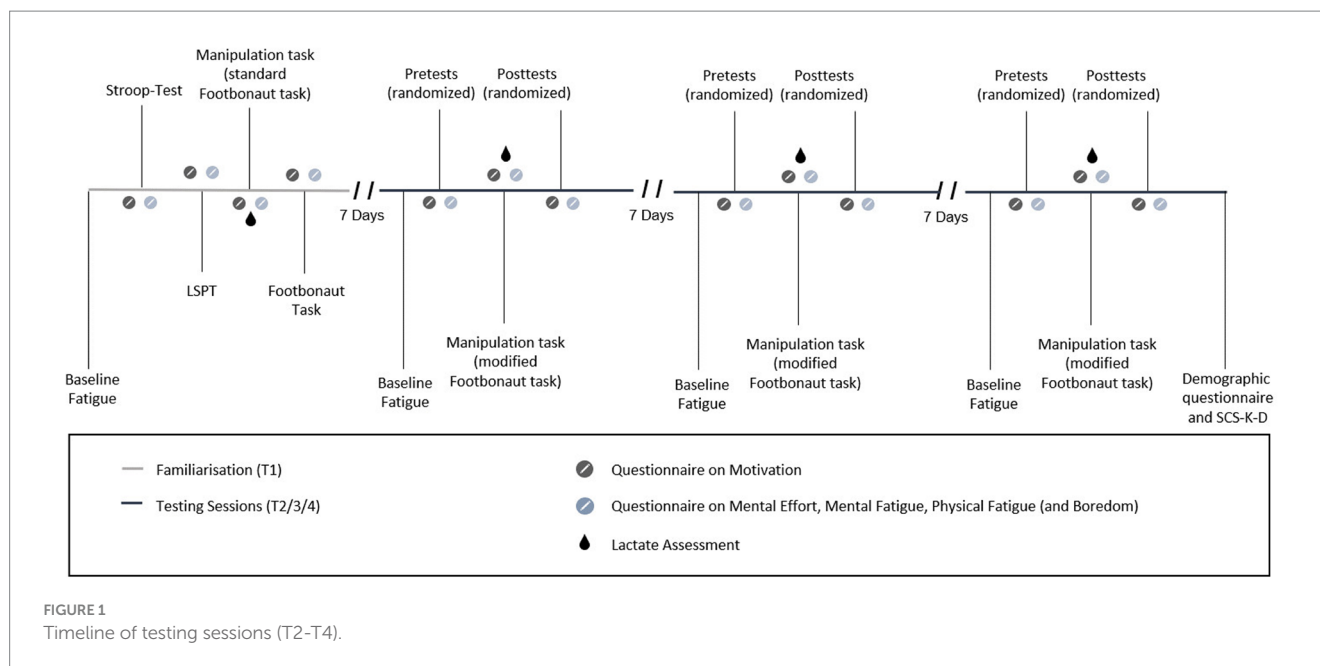 Manipulation task
(standard
Footbonaut task)
Stroop-Test
Pretests
(randomized)
Posttests
(randomized)
Pretests
(randomized)
Posttests
(randomized)
Pretests
(randomized)
Posttests
(randomized)
7 Days
7 Days
7 Days
LSPT
Footbonaut
Task
Baseline
Fatigue
Baseline
Fatigue
Manipulation task
(modified
Footbonaut task)
Baseline
Fatigue
Manipulation task
(modified
Footbonaut task)
Baseline
Fatigue
Manipulation task
(modified
Footbonaut task)
Demographic
questionnaire
and SCS-K-D
Familiarisation (T1)
Testing Sessions (T2/3/4)
Questionnaire on Motivation
Questionnaire on Mental Effort, Mental Fatigue, Physical Fatigue (and Boredom)
Lactate Assessment
FIGURE 1
Timeline of testing sessions (T2-T4).